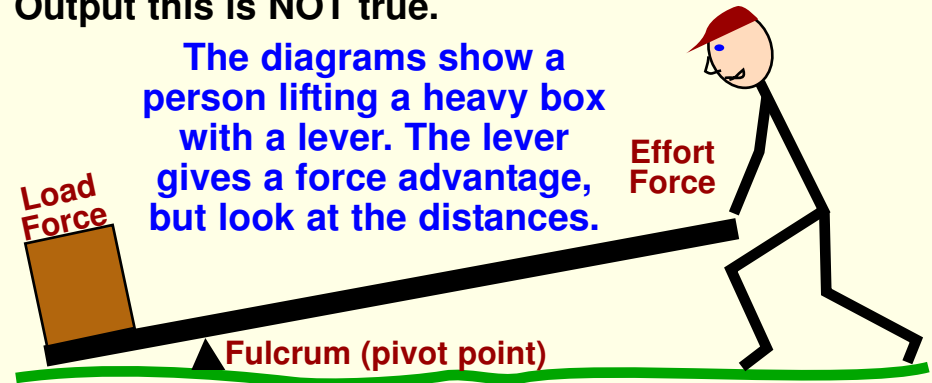 Output this is NOT true.
The diagrams show a
person lifting a heavy box
with a lever. The lever
gives a force advantage,
but look at the distances.
Effort
Force
Load
Force
Fulcrum (pivot point)